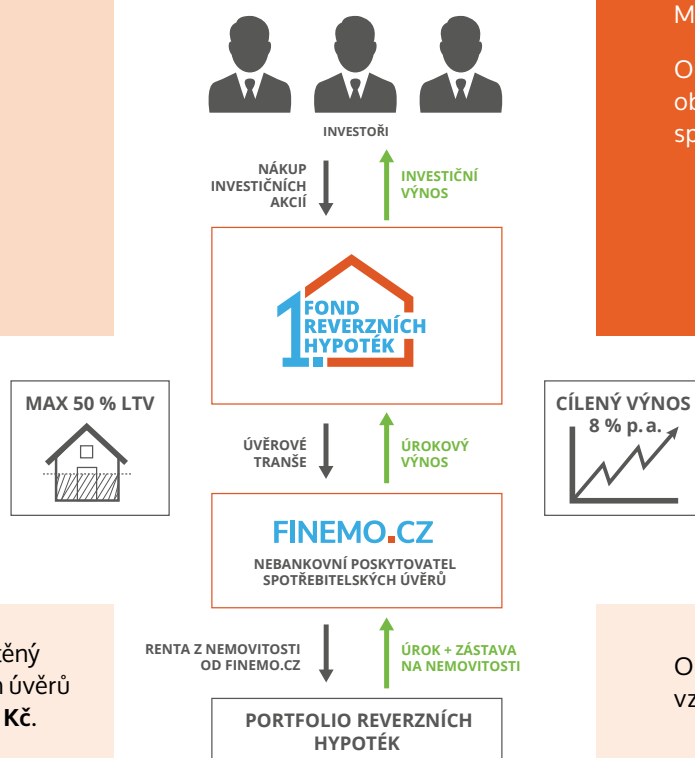 M
O
ob
sp
INVESTOŘI
NÁKUP
INVESTIČNÍCH
AKCIÍ
INVESTIČNÍ
VÝNOS
1. FOND
REVERZNÍCH
HYPOTÉK
MAX 50 % LTV
CÍLENÝ VÝNOS
8 % p.a.
ÚVĚROVÉ
TRANŠE
ÚROKOVÝ
VÝNOS
FINEMO.CZ
NEBANKOVNÍ POSKYTOVATEL
SPOTŘEBITELSKÝCH ÚVĚRŮ
RENTA Z NEMOVITOSTI
OD FINEMO.CZ
ÚROK + ZÁSTAVA
NA NEMOVITOSTI
těný
úvěrů
Kč.
O
vz
PORTFOLIO REVERZNÍCH
HYPOTÉK